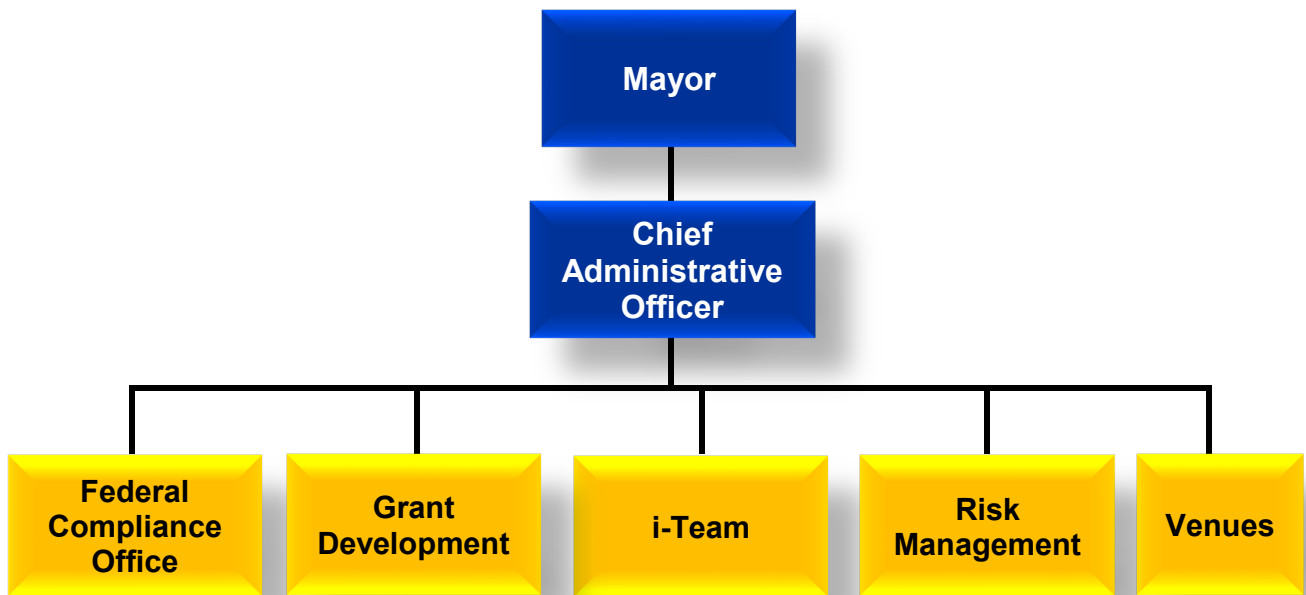 Mayor
Chief
Administrative
Officer
Federal
Compliance
Office
Grant
Development
i-Team
Risk
Management
Venues